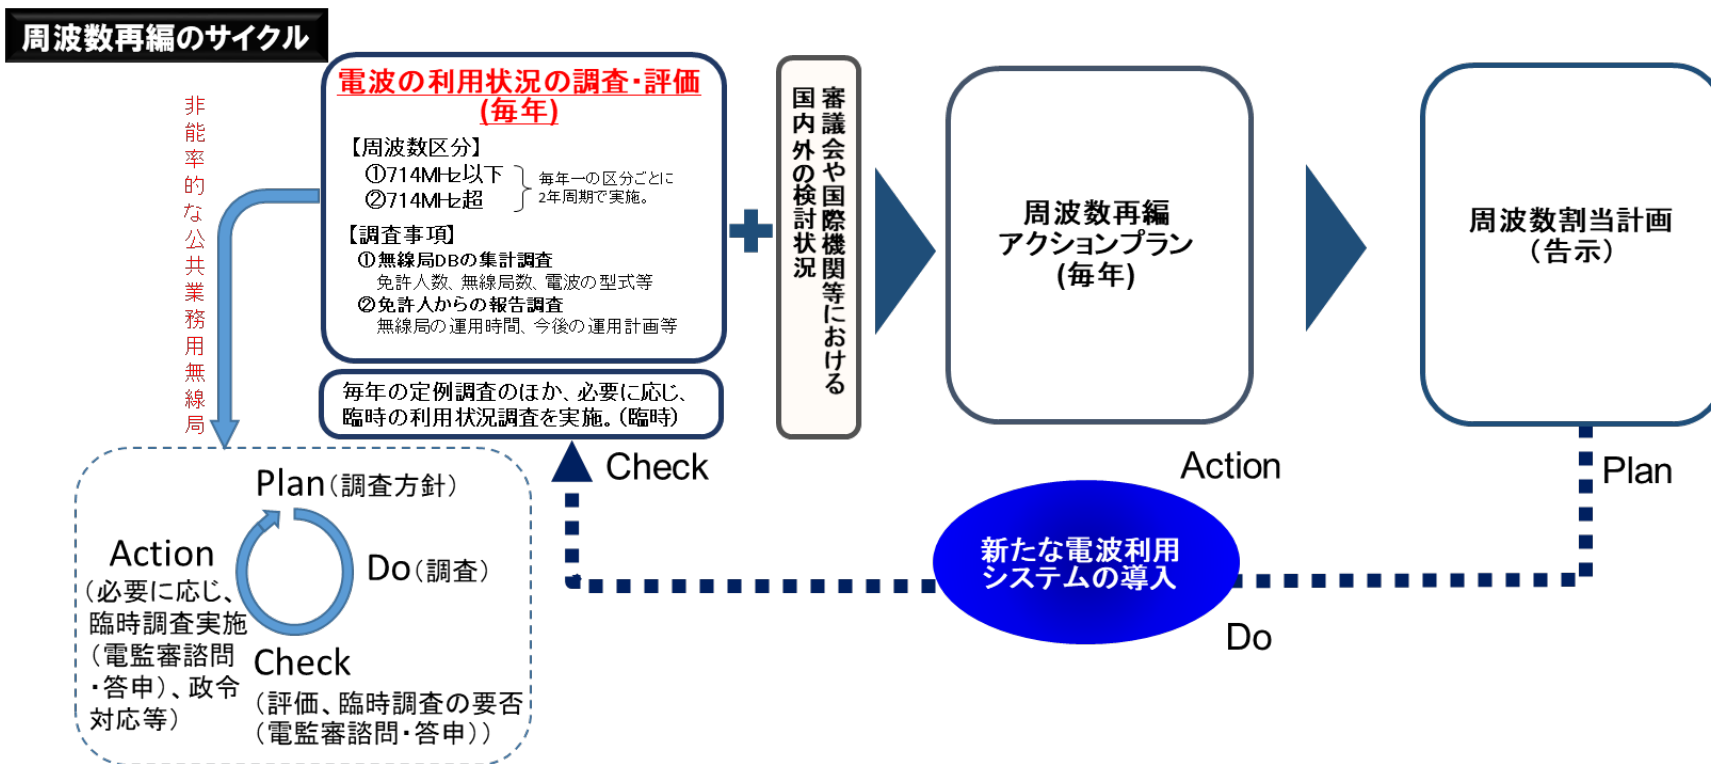 周波数再編のサイクル
非能率的な公共業務用無線局
電波の利用状況の調査・評価
(毎年)
【周波数区分】
①714MHz以下
②714MHz超
毎年一の区分ごとに
2年周期で実施。
【調査事項】
①無線局DBの集計調査
免許人数、無線局数、電波の型式等
②免許人からの報告調査
無線局の運用時間、今後の運用計画等
毎年の定例調査のほか、必要に応じ、
臨時の利用状況調査を実施。(臨時)
審議会や国際機関等における
国内外の検討状況
周波数再編
アクションプラン
(毎年)
周波数割当計画
(告示)
Check
Action
Plan
新たな電波利用
システムの導入
Do
Plan(調査方針)
Do(調査)
Check
(評価、臨時調査の要否
(電監審諮問・答申))
Action
(必要に応じ、
臨時調査実施
(電監審諮問
・答申)、政令
対応等)